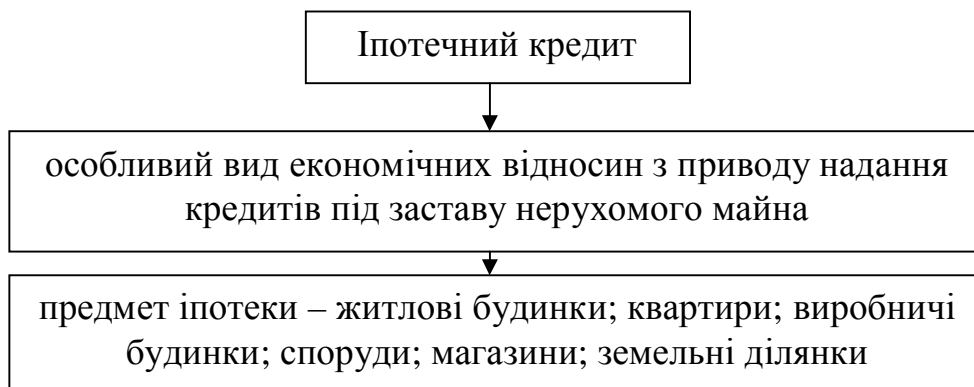 Іпотечний кредит
особливий вид економічних відносин з приводу надання
кредитів під заставу нерухомого майна
предмет іпотеки – житлові будинки; квартири; виробничі
будинки; споруди; магазини; земельні ділянки